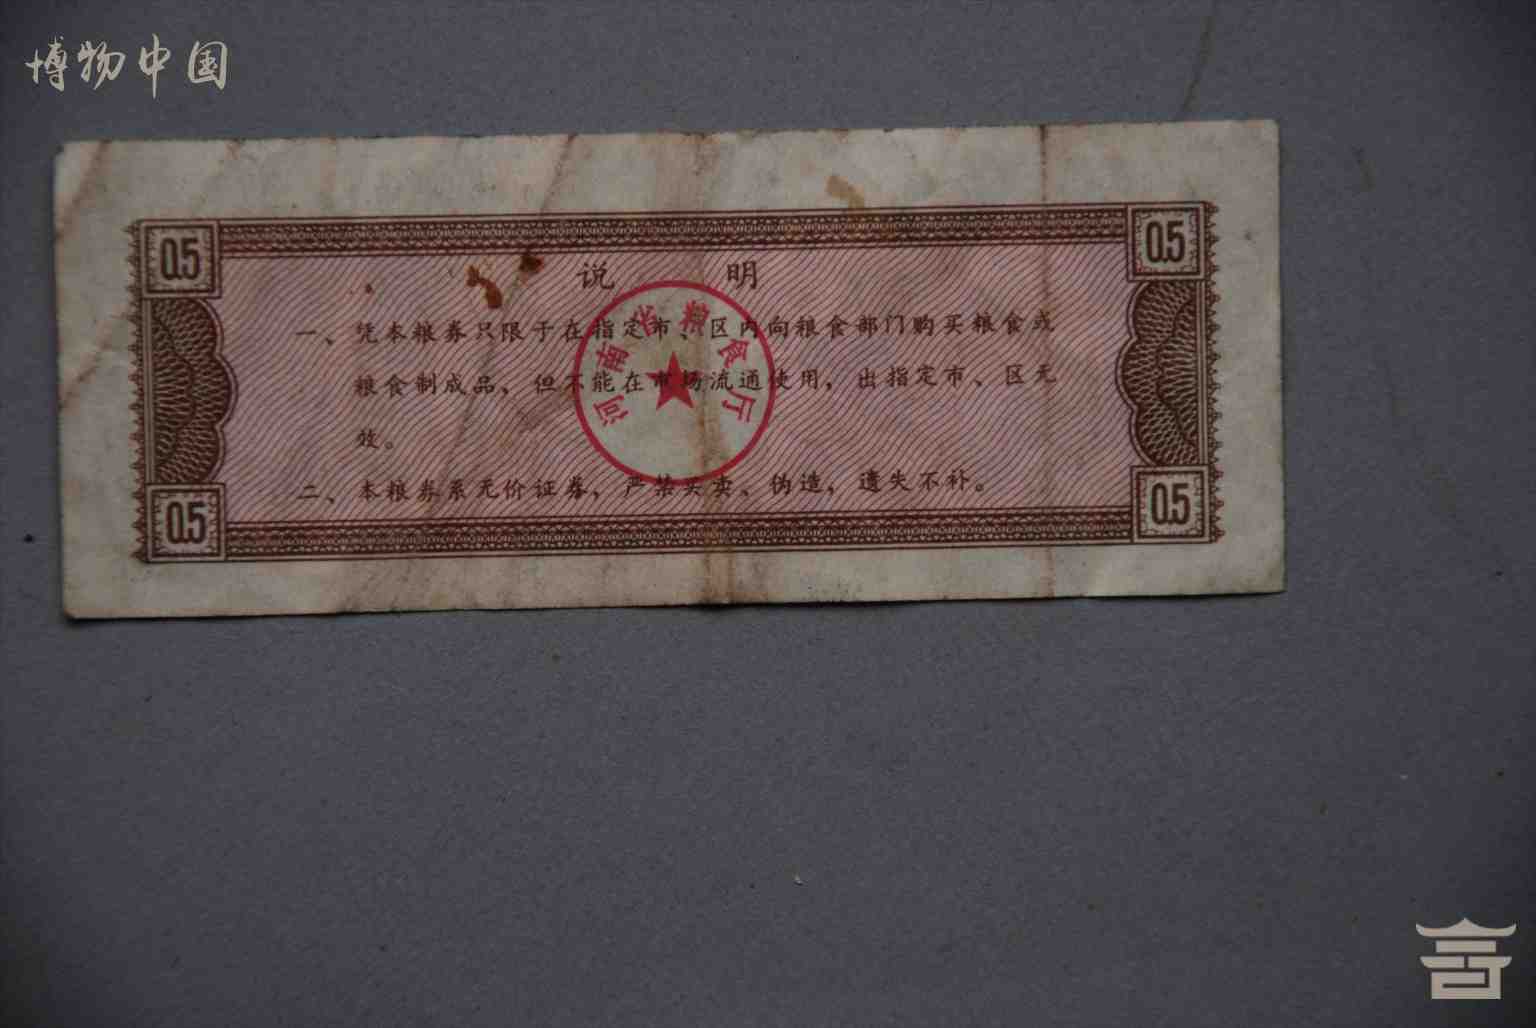 博物中国
0.5
0.5
说明
一、凭本粮券只限于在指定市、区内向粮食部门购买粮食或
粮食制成品、但不能在市场流通使用，出指定市、区无
效。
二、本粮券系无价证券，严禁买卖、伪造，遗失不补。
河南省粮食厅
0.5
0.5